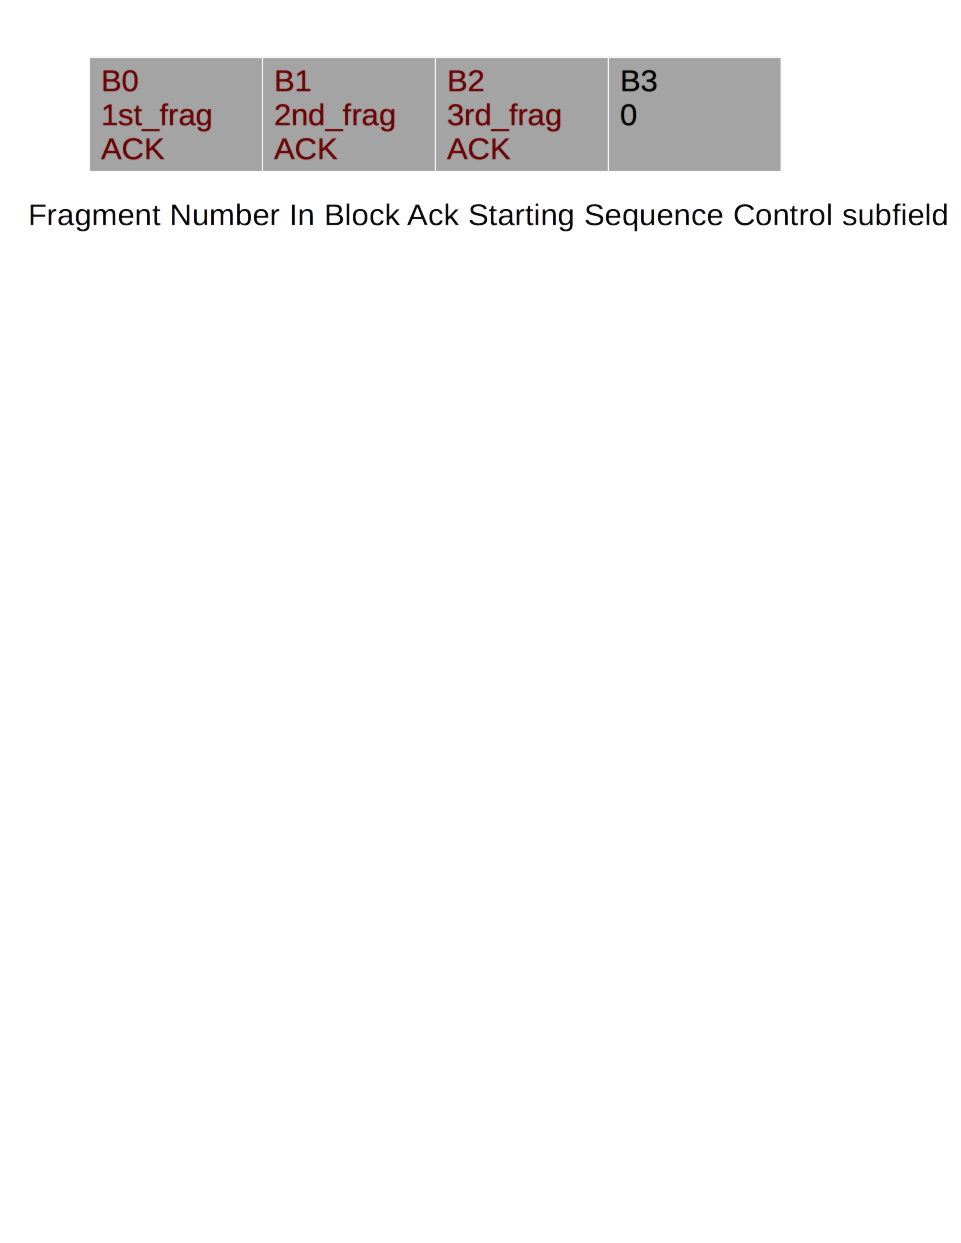 B0
1st_frag
ACK
B1
2nd_frag
ACK
B2
3rd_frag
ACK
B3
0
Fragment Number In Block Ack Starting Sequence Control subfield